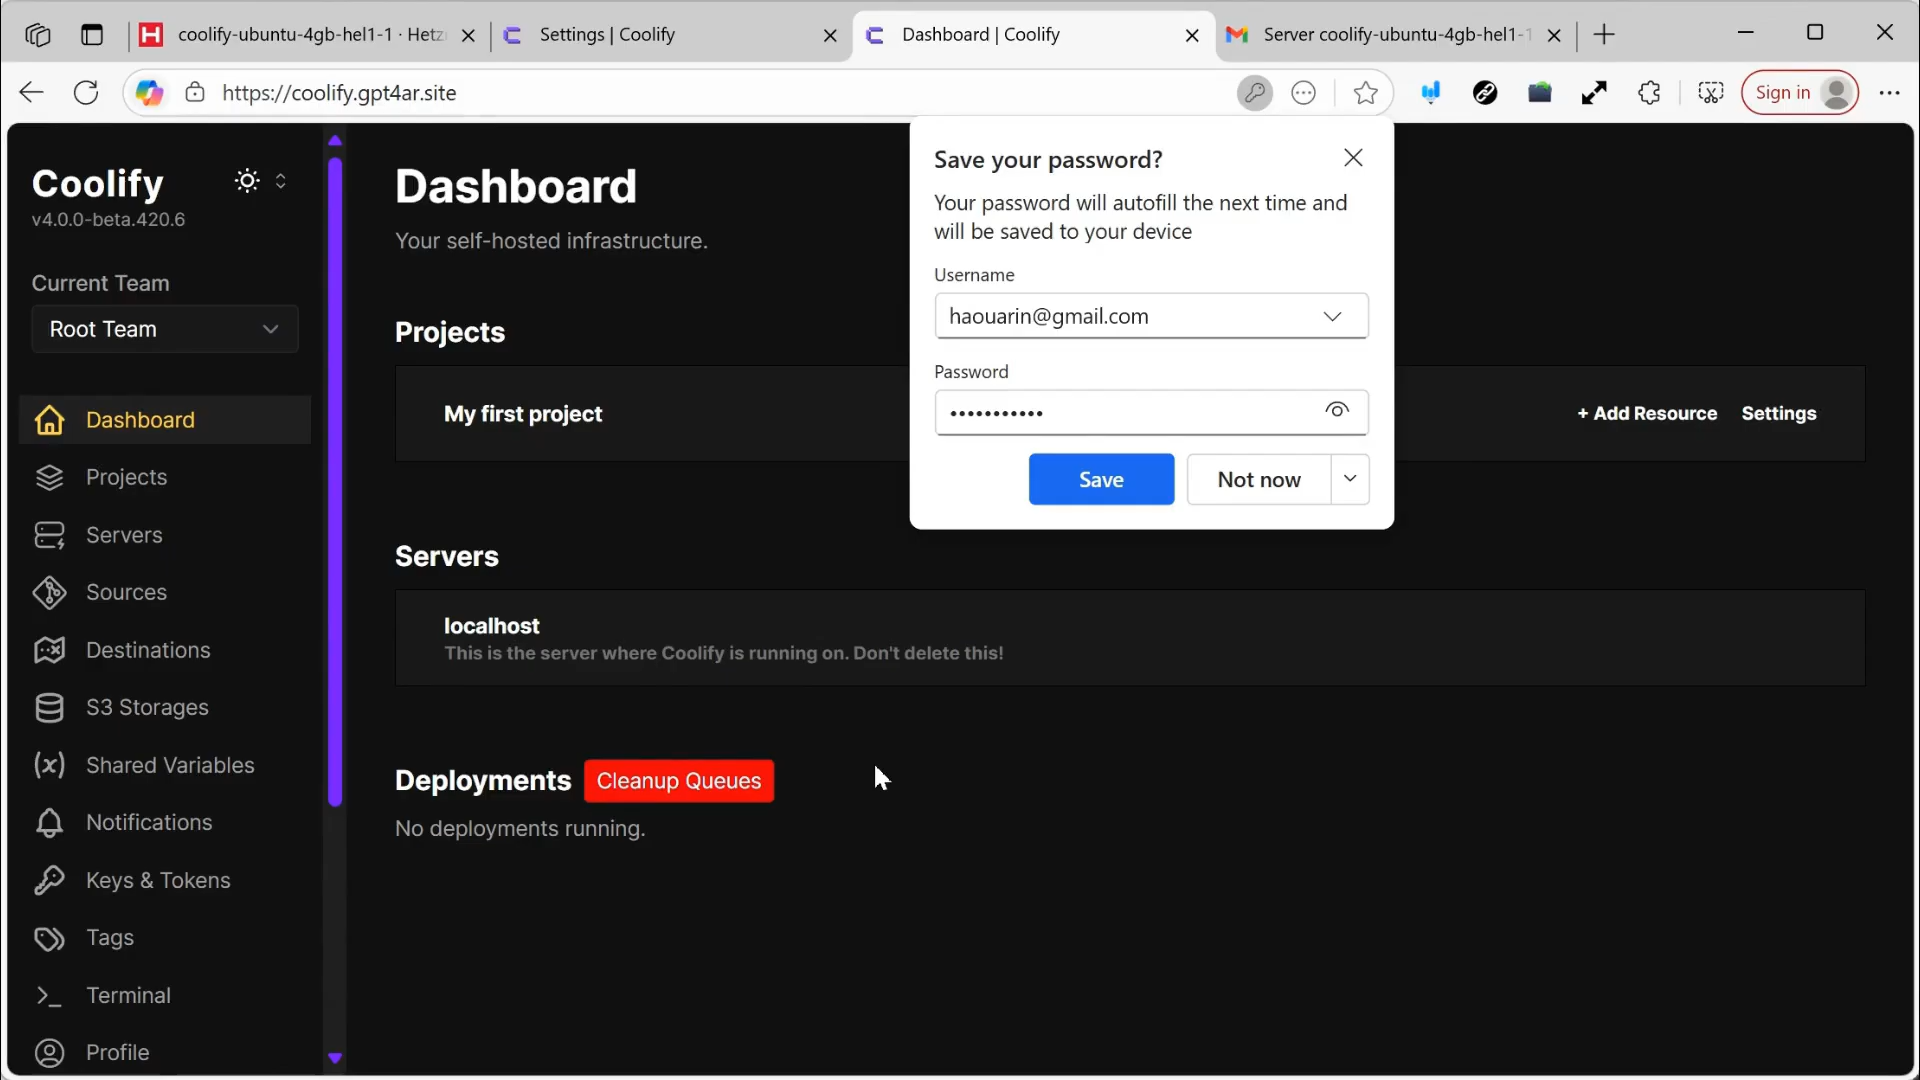 coolify-ubuntu-4gb-hel1-1 · Hetz
Settings | Coolify
Dashboard | Coolify
Server coolify-ubuntu-4gb-hel1-1
https://coolify.gpt4ar.site
Sign in
Coolify
v4.0.0-beta.420.6
Current Team
Root Team
Dashboard
Projects
Servers
Sources
Destinations
S3 Storages
Shared Variables
Notifications
Keys & Tokens
Tags
Terminal
Profile
Dashboard
Your self-hosted infrastructure.
Projects
My first project
+ Add Resource
Settings
Servers
localhost
This is the server where Coolify is running on. Don't delete this!
Deployments
Cleanup Queues
No deployments running.
Save your password?
Your password will autofill the next time and
will be saved to your device
Username
haouarin@gmail.com
Password
•••••••••••
Save
Not now